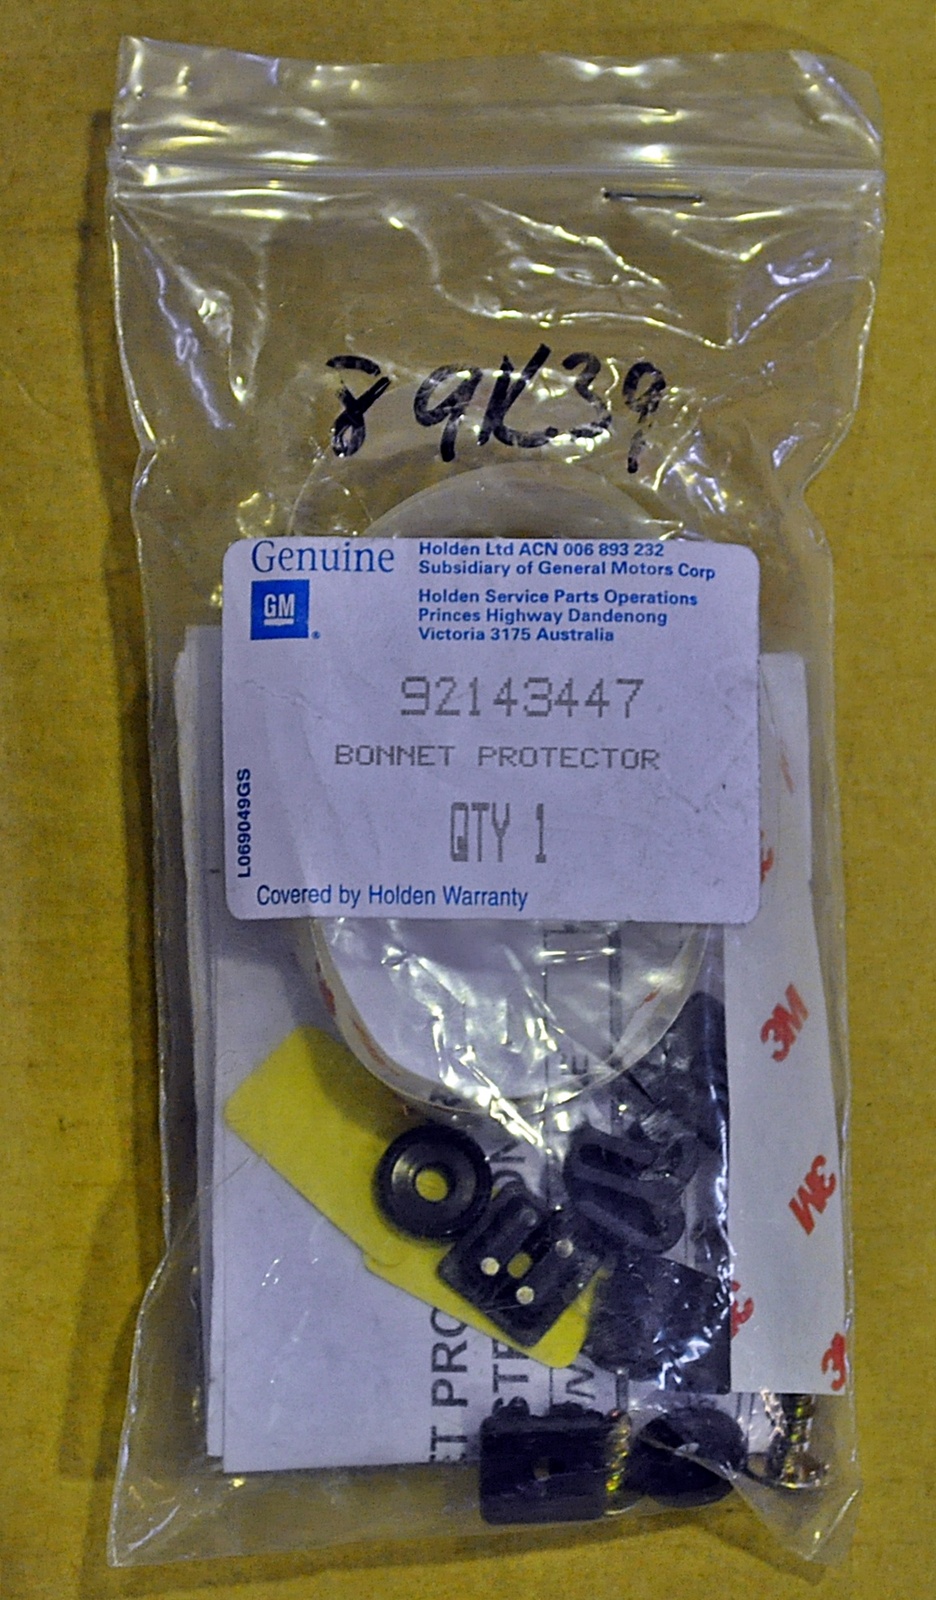 89K39
Genuine
GM
Holden Ltd ACN 006 893 232
Subsidiary of General Motors Corp
Holden Service Parts Operations
Princes Highway Dandenong
Victoria 3175 Australia
92143447
BONNET PROTECTOR
QTY 1
L069049GS
Covered by Holden Warranty
3M
3M